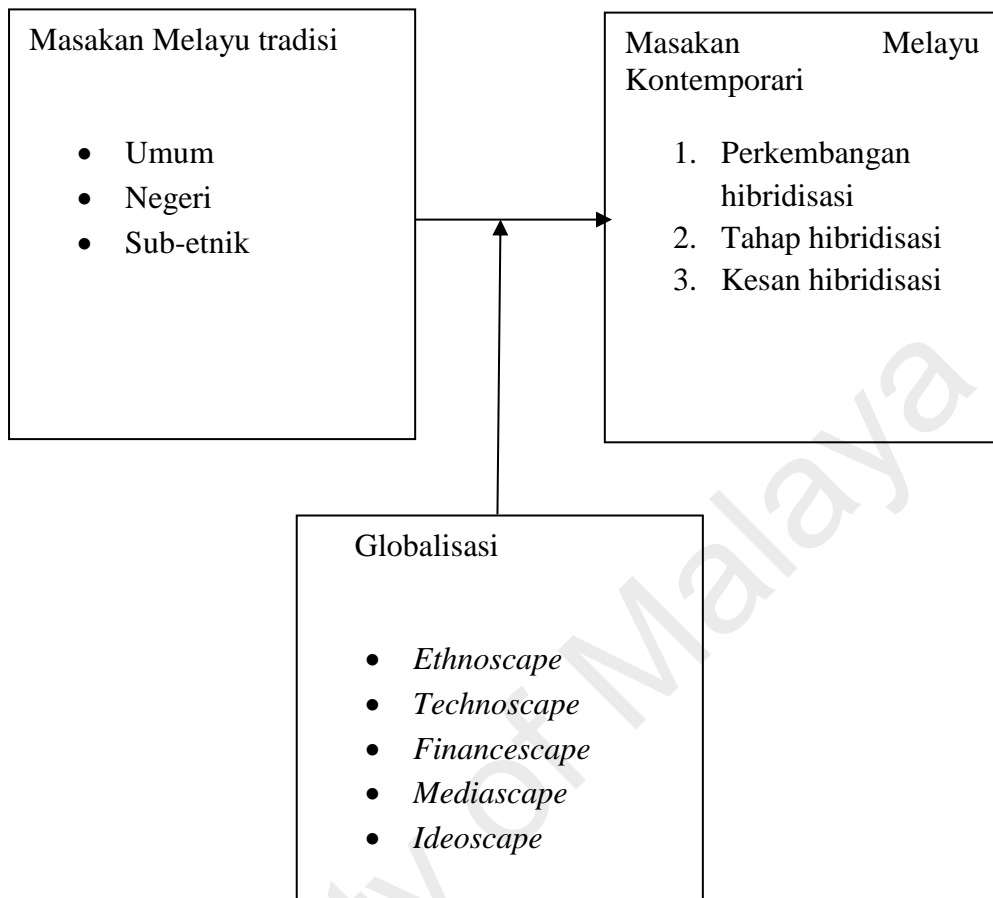 Masakan Melayu tradisi
• Umum
• Negeri
• Sub-etnik
Masakan Melayu
Kontemporari
1. Perkembangan
hibridisasi
2. Tahap hibridisasi
3. Kesan hibridisasi
Globalisasi
• Ethnoscape
• Technoscape
• Financescape
• Mediascape
• Ideoscape
ty of Malaya